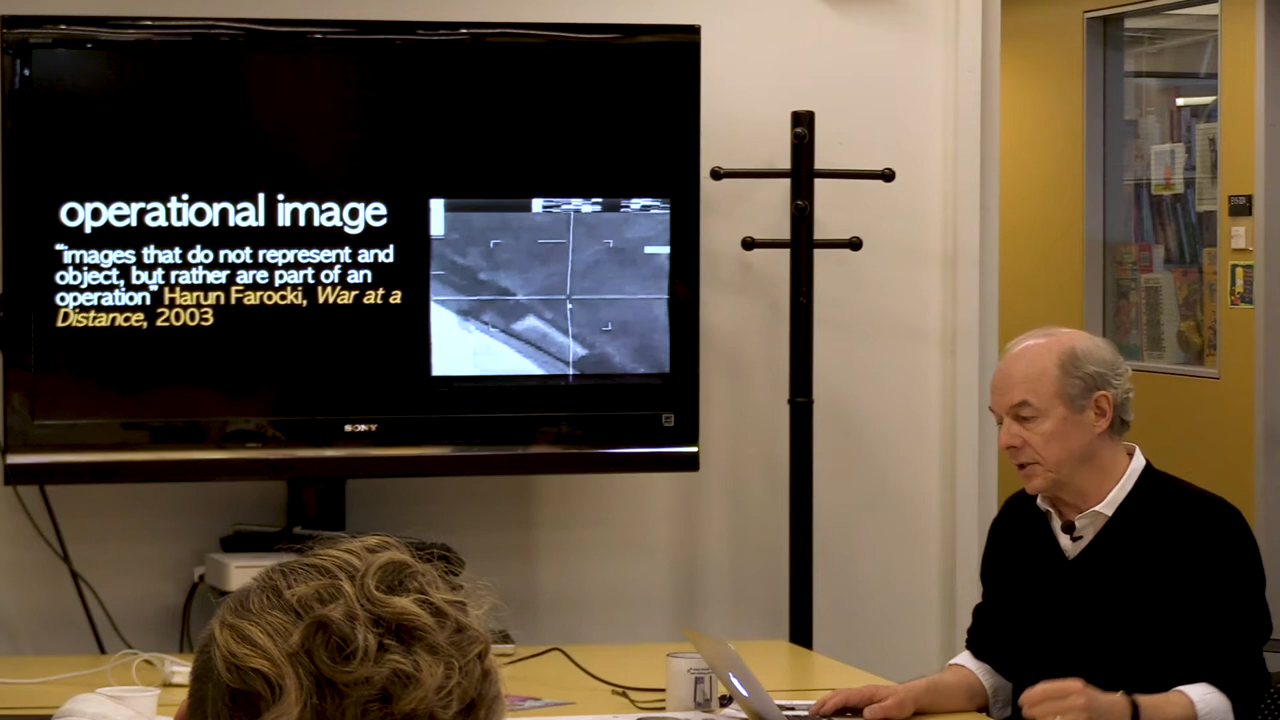 operational image
“images that do not represent and
object, but rather are part of an
operation” Harun Farocki, War at a
Distance, 2003
SONY